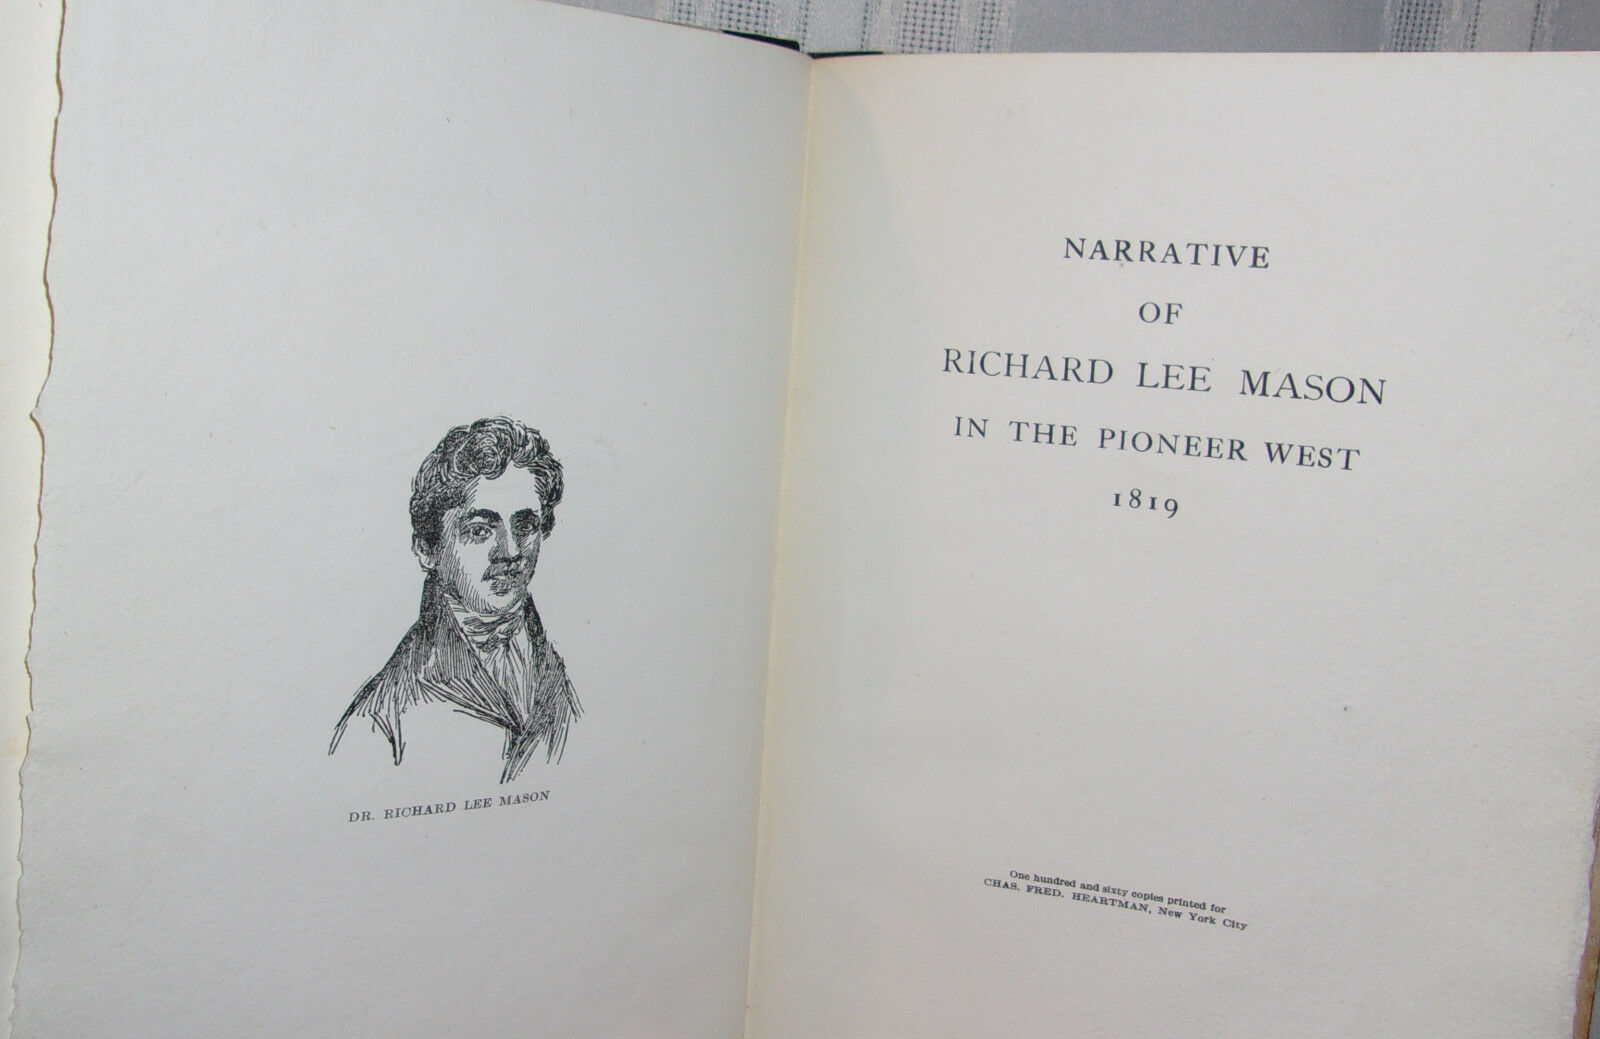 DR. RICHARD LEE MASON
NARRATIVE
OF
RICHARD LEE MASON
IN THE PIONEER WEST
1819
One hundred and sixty copies printed for
CHAS. FRED. HEARTMAN, New York City